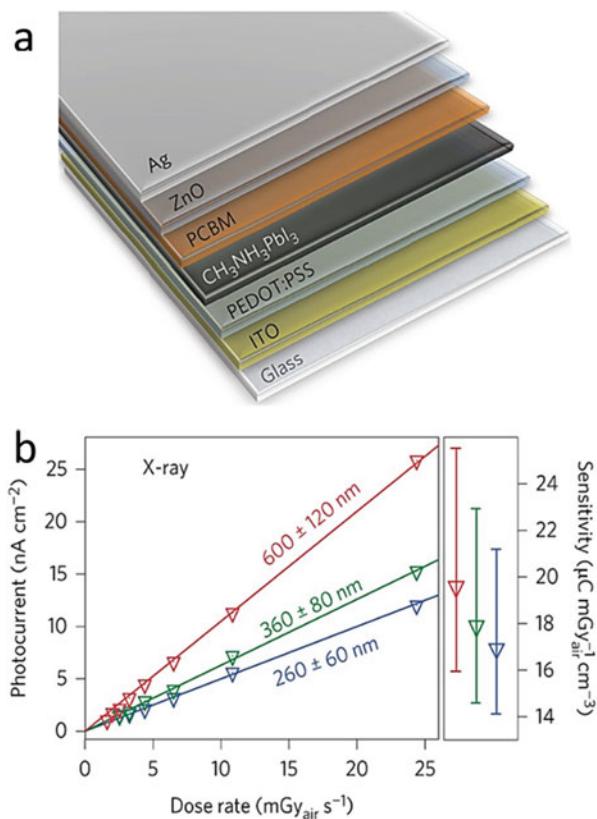 a
Ag
ZnO
PCBM
CH₃NH₃PbI₃
PEDOT:PSS
ITO
Glass
b
X-ray
600 ± 120 nm
360 ± 80 nm
260 ± 60 nm
Photocurrent (nA cm⁻²)
25
20
15
10
5
0
0 5 10 15 20 25
Dose rate (mGy_air s⁻¹)
24
22
20
18
16
14
Sensitivity (µC mGy_air⁻¹ cm⁻³)